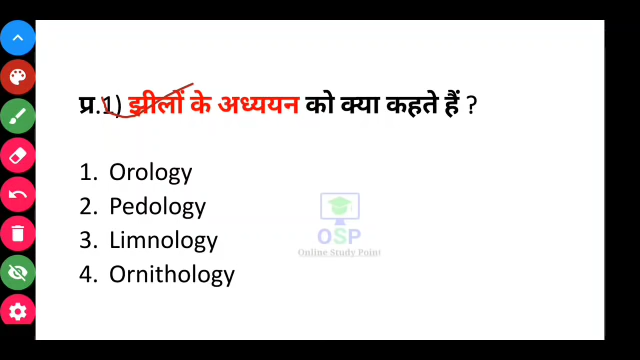 प्र.1) झीलों के अध्ययन को क्या कहते हैं ?
1. Orology
2. Pedology
3. Limnology
4. Ornithology
OSP
Online Study Point